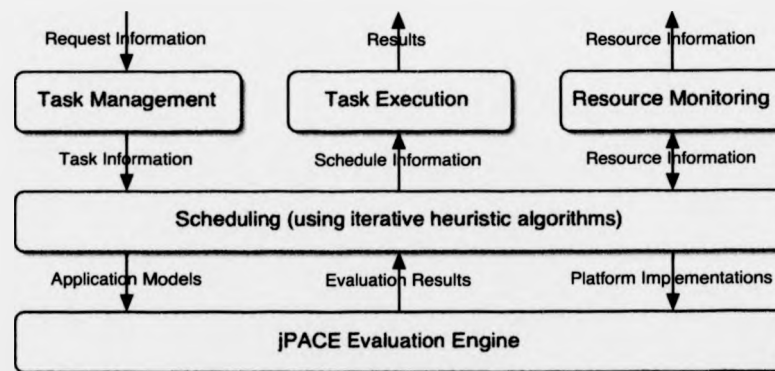 Request Information Results Resource Information
Task Management Task Execution Resource Monitoring
Task Information Schedule Information Resource Information
Scheduling (using iterative heuristic algorithms)
Application Models Evaluation Results Platform Implementations
jPACE Evaluation Engine